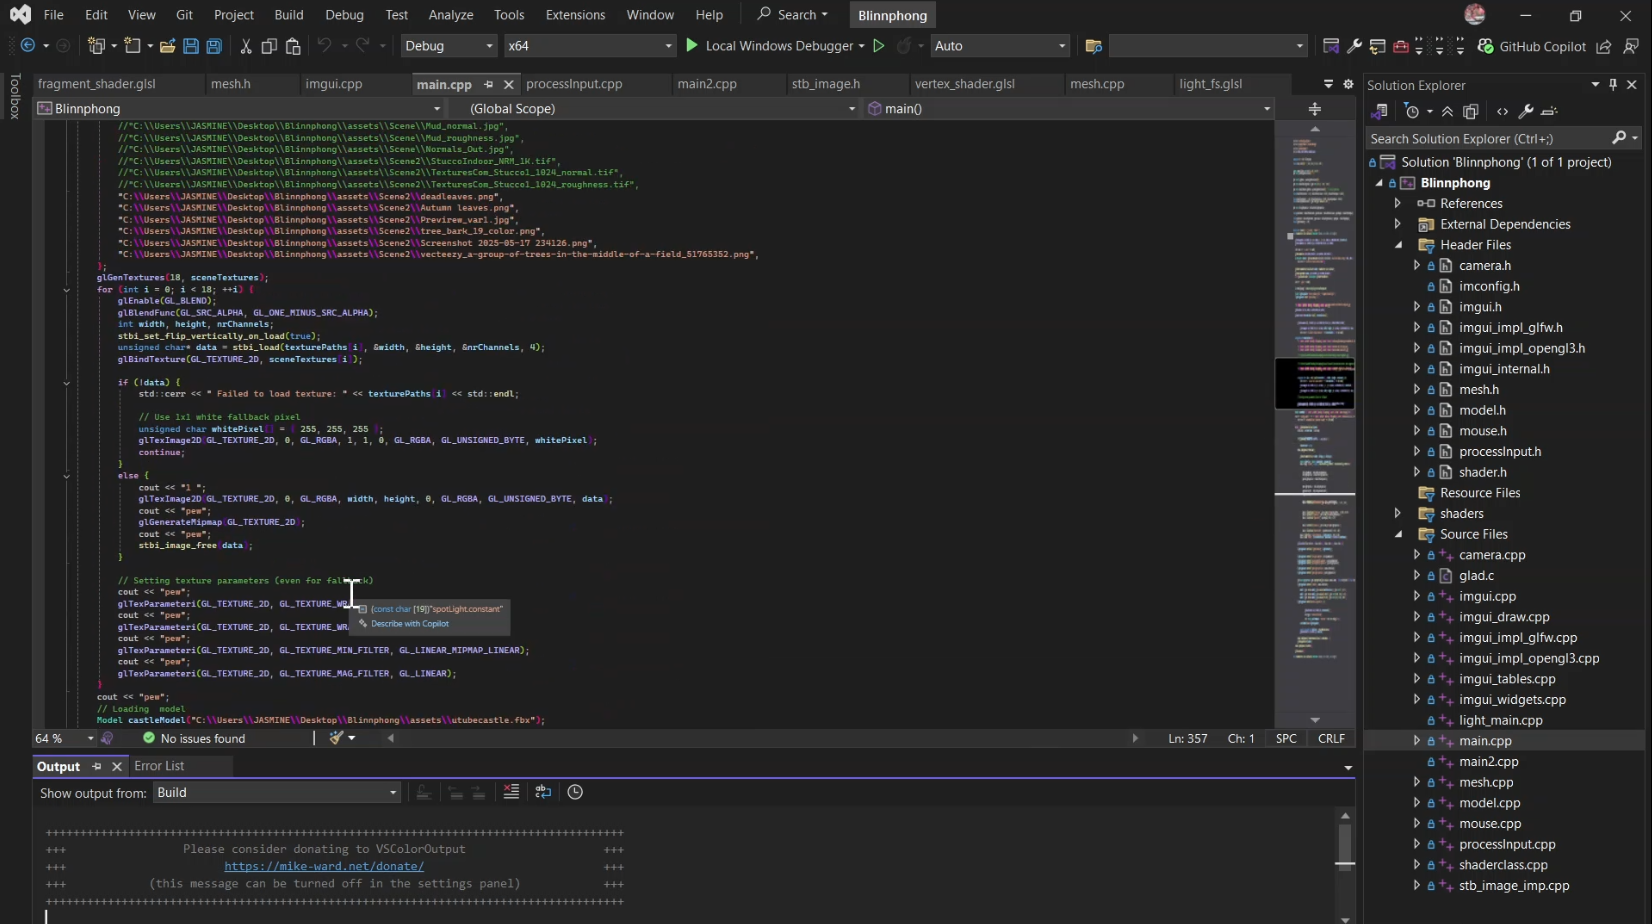 File Edit View Git Project Build Debug Test Analyze Tools Extensions Window Help Search Blinnphong
Debug x64 Local Windows Debugger Auto GitHub Copilot
Toolbox
fragment_shader.glsl mesh.h imgui.cpp main.cpp processInput.cpp main2.cpp stb_image.h vertex_shader.glsl mesh.cpp light_fs.glsl
Blinnphong (Global Scope) main()
//"C:\\Users\\JASMINE\\Desktop\\Blinnphong\\assets\\Scene\\Mud_normal.jpg",
//"C:\\Users\\JASMINE\\Desktop\\Blinnphong\\assets\\Scene\\Mud_roughness.jpg",
//"C:\\Users\\JASMINE\\Desktop\\Blinnphong\\assets\\Scene\\Normals_Out.jpg",
//"C:\\Users\\JASMINE\\Desktop\\Blinnphong\\assets\\Scene2\\StuccoIndoor_NRM_1K.tif",
//"C:\\Users\\JASMINE\\Desktop\\Blinnphong\\assets\\Scene2\\TexturesCom_Stucco1_1024_normal.tif",
//"C:\\Users\\JASMINE\\Desktop\\Blinnphong\\assets\\Scene2\\TexturesCom_Stucco1_1024_roughness.tif",
"C:\\Users\\JASMINE\\Desktop\\Blinnphong\\assets\\Scene2\\deadleaves.png",
"C:\\Users\\JASMINE\\Desktop\\Blinnphong\\assets\\Scene2\\Autumn leaves.png",
"C:\\Users\\JASMINE\\Desktop\\Blinnphong\\assets\\Scene2\\Previrew_var1.jpg",
"C:\\Users\\JASMINE\\Desktop\\Blinnphong\\assets\\Scene2\\tree_bark_19_color.png",
"C:\\Users\\JASMINE\\Desktop\\Blinnphong\\assets\\Scene2\\Screenshot 2025-05-17 234126.png",
"C:\\Users\\JASMINE\\Desktop\\Blinnphong\\assets\\Scene2\\vecteezy_a-group-of-trees-in-the-middle-of-a-field_51765352.png",
};
glGenTextures(18, sceneTextures);
for (int i = 0; i < 18; ++i) {
glEnable(GL_BLEND);
glBlendFunc(GL_SRC_ALPHA, GL_ONE_MINUS_SRC_ALPHA);
int width, height, nrChannels;
stbi_set_flip_vertically_on_load(true);
unsigned char* data = stbi_load(texturePaths[i], &width, &height, &nrChannels, 4);
glBindTexture(GL_TEXTURE_2D, sceneTextures[i]);
if (!data) {
std::cerr << " Failed to load texture: " << texturePaths[i] << std::endl;
// Use 1x1 white fallback pixel
unsigned char whitePixel[] = { 255, 255, 255 };
glTexImage2D(GL_TEXTURE_2D, 0, GL_RGBA, 1, 1, 0, GL_RGBA, GL_UNSIGNED_BYTE, whitePixel);
continue;
}
else {
cout << "l ";
glTexImage2D(GL_TEXTURE_2D, 0, GL_RGBA, width, height, 0, GL_RGBA, GL_UNSIGNED_BYTE, data);
cout << "pew";
glGenerateMipmap(GL_TEXTURE_2D);
cout << "pew";
stbi_image_free(data);
}
// Setting texture parameters (even for fallback)
cout << "pew";
glTexParameteri(GL_TEXTURE_2D, GL_TEXTURE_WR
(const char [19])"spotLight.constant"
cout << "pew";
Describe with Copilot
glTexParameteri(GL_TEXTURE_2D, GL_TEXTURE_WRA
cout << "pew";
glTexParameteri(GL_TEXTURE_2D, GL_TEXTURE_MIN_FILTER, GL_LINEAR_MIPMAP_LINEAR);
cout << "pew";
glTexParameteri(GL_TEXTURE_2D, GL_TEXTURE_MAG_FILTER, GL_LINEAR);
}
cout << "pew";
// Loading model
Model castleModel("C:\\Users\\JASMINE\\Desktop\\Blinnphong\\assets\\utubecastle.fbx");
64 % No issues found Ln: 357 Ch: 1 SPC CRLF
Output Error List
Show output from: Build
++++++++++++++++++++++++++++++++++++++++++++++++++++++++++++++++++++++++++++++++++
+++ Please consider donating to VSColorOutput +++
+++ https://mike-ward.net/donate/ +++
+++ (this message can be turned off in the settings panel) +++
++++++++++++++++++++++++++++++++++++++++++++++++++++++++++++++++++++++++++++++++++
Solution Explorer
Search Solution Explorer (Ctrl+;)
Solution 'Blinnphong' (1 of 1 project)
Blinnphong
References
External Dependencies
Header Files
camera.h
imconfig.h
imgui.h
imgui_impl_glfw.h
imgui_impl_opengl3.h
imgui_internal.h
mesh.h
model.h
mouse.h
processInput.h
shader.h
Resource Files
shaders
Source Files
camera.cpp
glad.c
imgui.cpp
imgui_draw.cpp
imgui_impl_glfw.cpp
imgui_impl_opengl3.cpp
imgui_tables.cpp
imgui_widgets.cpp
light_main.cpp
main.cpp
main2.cpp
mesh.cpp
model.cpp
mouse.cpp
processInput.cpp
shaderclass.cpp
stb_image_imp.cpp